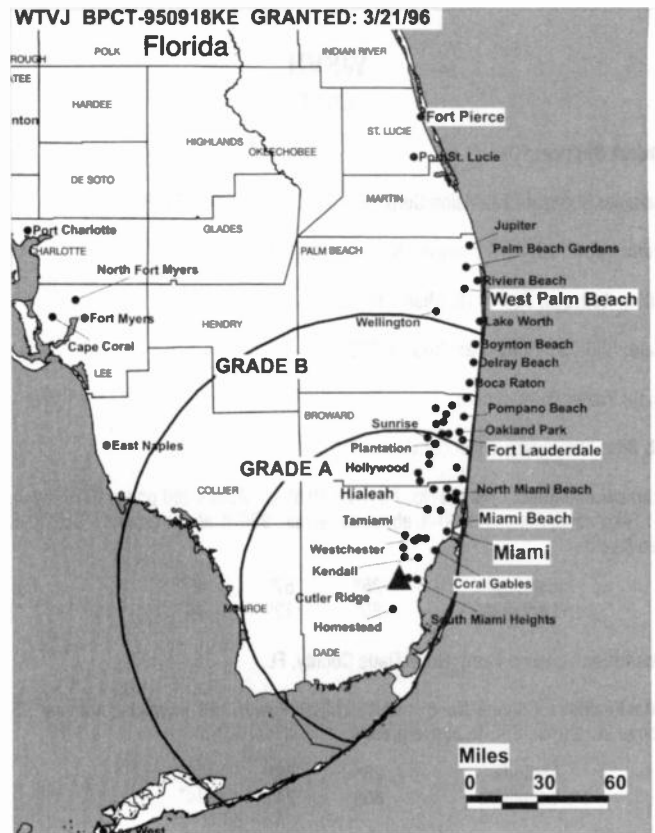 WTVJ BPCT-950918KE GRANTED: 3/21/96
Florida
POLK
INDIAN RIVER
ROUGH
ATEE
HARDEE
nton
Fort Pierce
ST. LUCIE
HIGHLANDS
OKEECHOBEE
Port St. Lucie
DE SOTO
MARTIN
Port Charlotte
GLADES
Jupiter
CHARLOTTE
PALM BEACH
Palm Beach Gardens
North Fort Myers
Riviera Beach
West Palm Beach
Fort Myers
HENDRY
Wellington
Lake Worth
Cape Coral
Boynton Beach
LEE
GRADE B
Delray Beach
Boca Raton
BROWARD
Pompano Beach
Sunrise
Oakland Park
East Naples
Plantation
Fort Lauderdale
GRADE A
Hollywood
COLLIER
Hialeah
North Miami Beach
Miami Beach
Tamiami
Westchester
Miami
Kendall
Coral Gables
Cutler Ridge
MONROE
South Miami Heights
Homestead
DADE
Miles
0 30 60
West